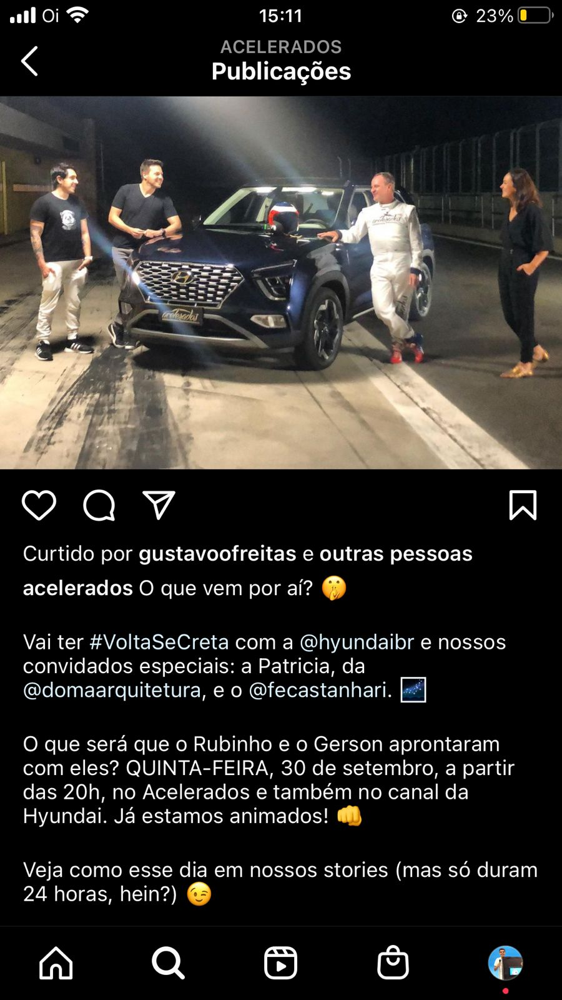 Oi
15:11
23%
ACELERADOS
Publicações
acelerados
acelerados
Curtido por gustavoofreitas e outras pessoas
acelerados O que vem por aí? 🤫
Vai ter #VoltaSeCreta com a @hyundaibr e nossos
convidados especiais: a Patricia, da
@domaarquitetura, e o @fecastanhari. 🌌
O que será que o Rubinho e o Gerson aprontaram
com eles? QUINTA-FEIRA, 30 de setembro, a partir
das 20h, no Acelerados e também no canal da
Hyundai. Já estamos animados! 👊
Veja como esse dia em nossos stories (mas só duram
24 horas, hein?) 😉